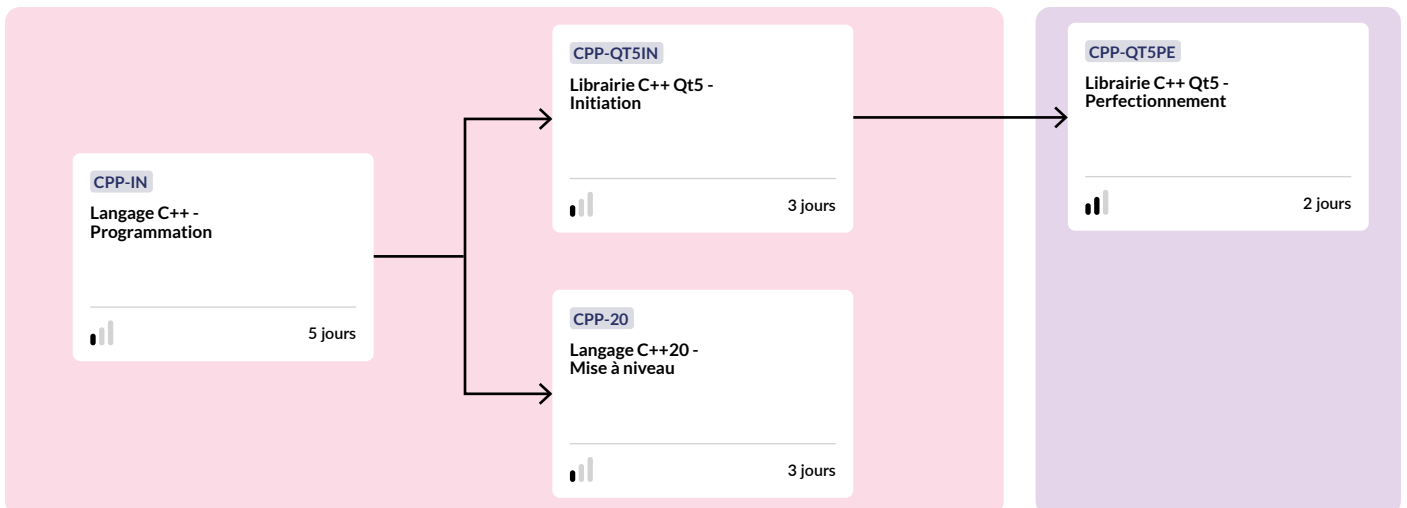 CPP-IN
Langage C++ -
Programmation
5 jours
CPP-QT5IN
Librairie C++ Qt5 -
Initiation
3 jours
CPP-20
Langage C++20 -
Mise à niveau
3 jours
CPP-QT5PE
Librairie C++ Qt5 -
Perfectionnement
2 jours